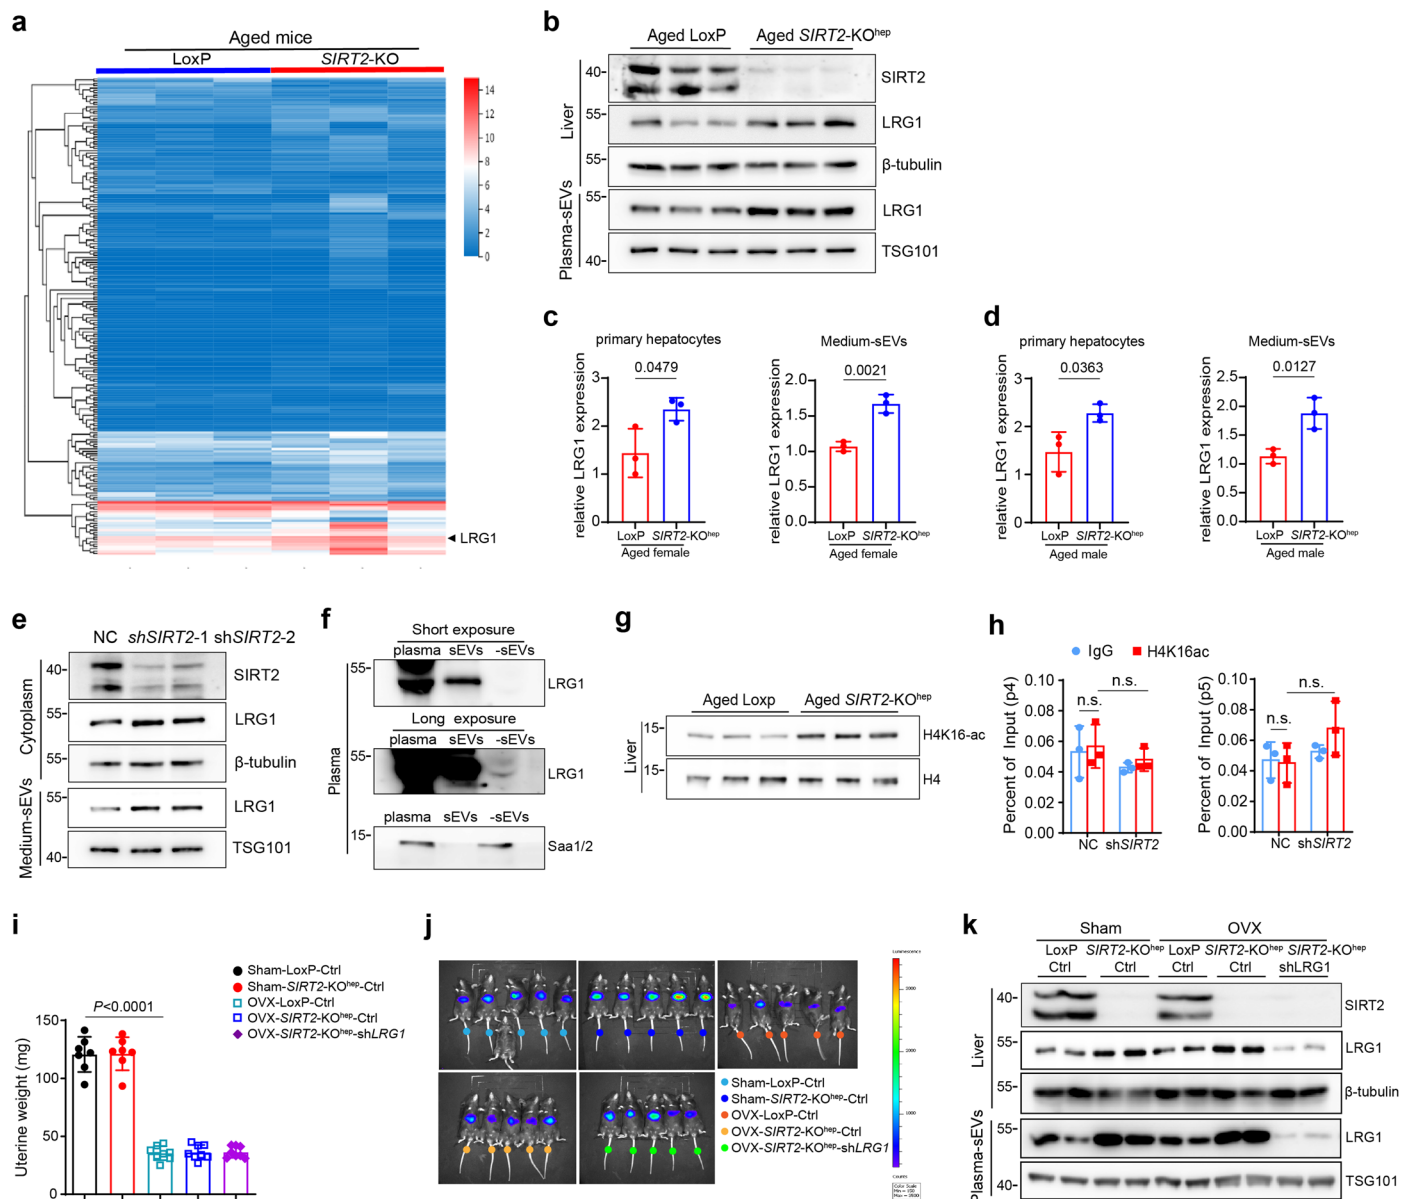 a
Aged mice
LoxP
SIRT2-KO
14
12
10
8
6
4
2
0
LRG1
b
Aged LoxP
Aged SIRT2-KOhep
Liver
Plasma-sEVs
40-
SIRT2
55-
LRG1
55-
β-tubulin
55-
LRG1
40-
TSG101
c
primary hepatocytes
relative LRG1 expression
0.0479
3
2
1
0
LoxP SIRT2-KOhep
Aged female
Medium-sEVs
relative LRG1 expression
0.0021
2.0
1.5
1.0
0.5
0.0
LoxP SIRT2-KOhep
Aged female
d
primary hepatocytes
relative LRG1 expression
0.0363
3
2
1
0
LoxP SIRT2-KOhep
Aged male
Medium-sEVs
relative LRG1 expression
0.0127
2.5
2.0
1.5
1.0
0.5
0.0
LoxP SIRT2-KOhep
Aged male
e
NC shSIRT2-1 shSIRT2-2
Cytoplasm
Medium-sEVs
40-
SIRT2
55-
LRG1
55-
β-tubulin
55-
LRG1
40-
TSG101
f
Plasma
Short exposure
plasma sEVs -sEVs
55-
LRG1
Long exposure
plasma sEVs -sEVs
55-
LRG1
plasma sEVs -sEVs
15-
Saa1/2
g
Aged Loxp Aged SIRT2-KOhep
Liver
15-
H4K16-ac
15-
H4
h
IgG H4K16ac
Percent of Input (p4)
n.s.
n.s.
0.10
0.08
0.06
0.04
0.02
0.00
NC shSIRT2
Percent of Input (p5)
n.s.
n.s.
0.10
0.08
0.06
0.04
0.02
0.00
NC shSIRT2
i
Sham-LoxP-Ctrl
Sham-SIRT2-KOhep-Ctrl
OVX-LoxP-Ctrl
OVX-SIRT2-KOhep-Ctrl
OVX-SIRT2-KOhep-shLRG1
Uterine weight (mg)
P<0.0001
150
100
50
0
j
Luminescence
3000
2000
1000
Counts
Color Scale
Sham-LoxP-Ctrl
Sham-SIRT2-KOhep-Ctrl
OVX-LoxP-Ctrl
OVX-SIRT2-KOhep-Ctrl
OVX-SIRT2-KOhep-shLRG1
k
Sham OVX
LoxP SIRT2-KOhep LoxP SIRT2-KOhep SIRT2-KOhep
Ctrl Ctrl Ctrl Ctrl shLRG1
Liver
Plasma-sEVs
40-
SIRT2
55-
LRG1
55-
β-tubulin
55-
LRG1
40-
TSG101